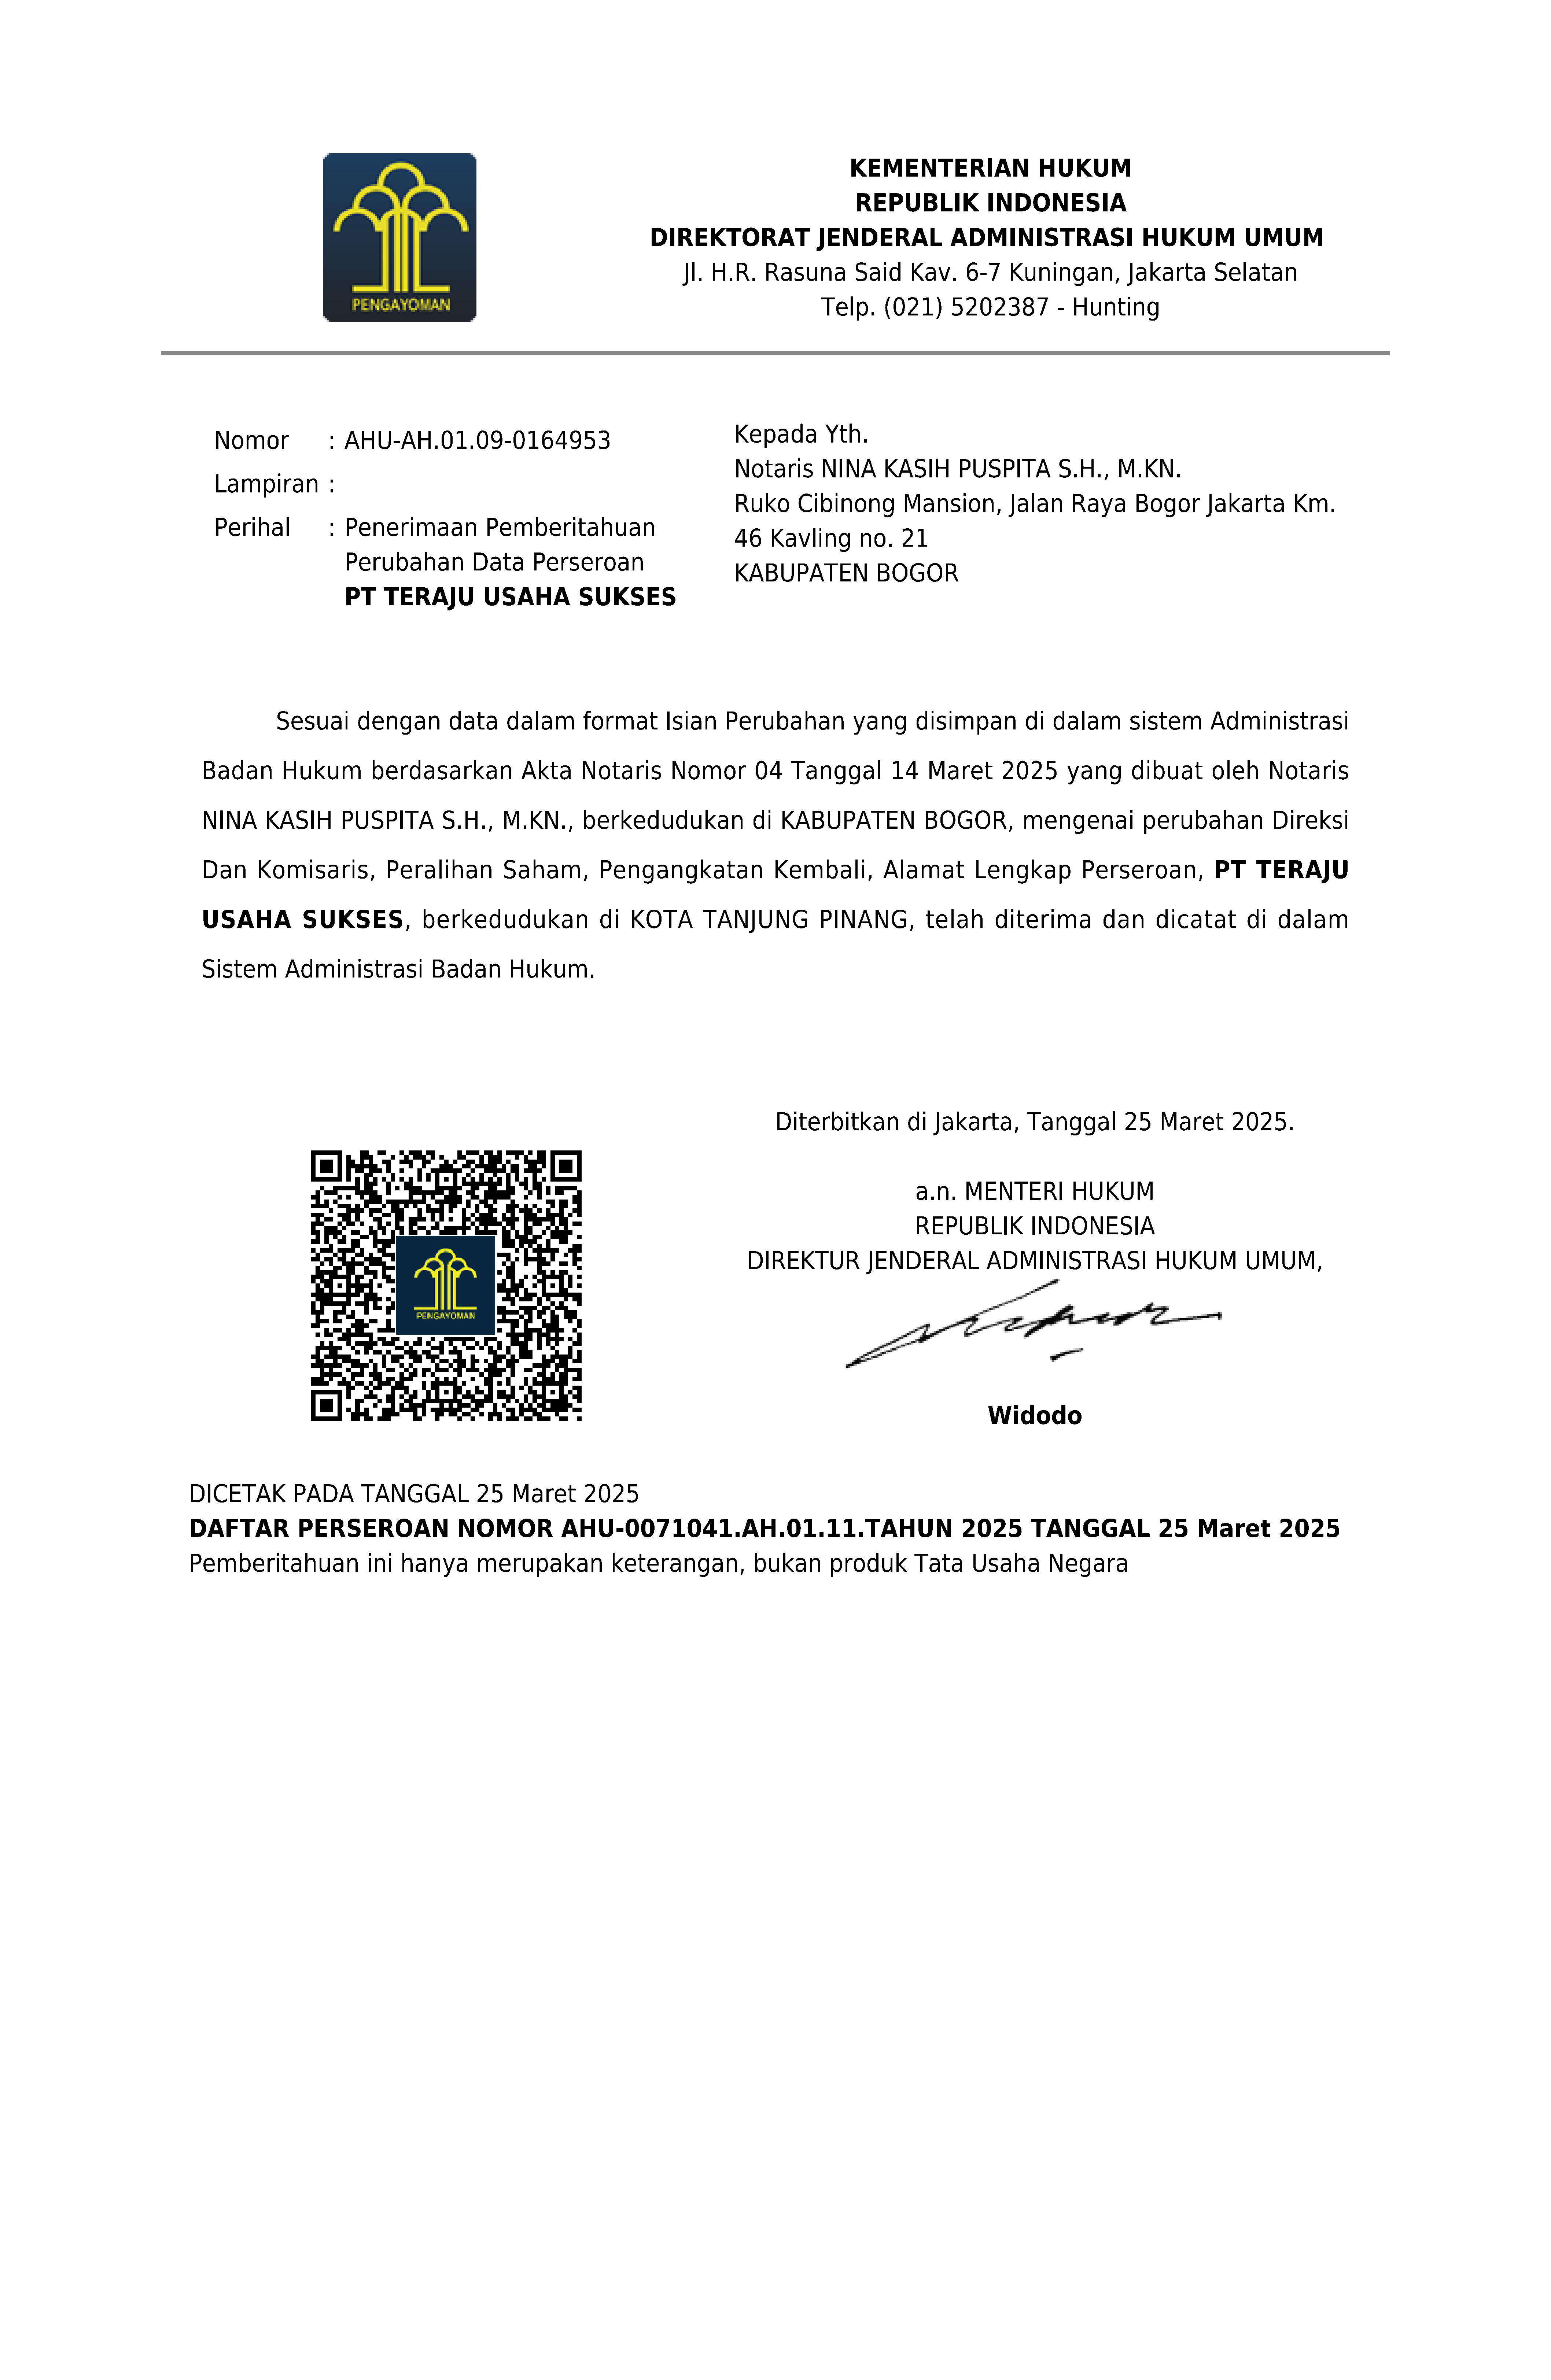 PENGAYOMAN
KEMENTERIAN HUKUM
REPUBLIK INDONESIA
DIREKTORAT JENDERAL ADMINISTRASI HUKUM UMUM
Jl. H.R. Rasuna Said Kav. 6-7 Kuningan, Jakarta Selatan
Telp. (021) 5202387 - Hunting
Nomor : AHU-AH.01.09-0164953
Lampiran :
Perihal : Penerimaan Pemberitahuan
Perubahan Data Perseroan
PT TERAJU USAHA SUKSES
Kepada Yth.
Notaris NINA KASIH PUSPITA S.H., M.KN.
Ruko Cibinong Mansion, Jalan Raya Bogor Jakarta Km.
46 Kavling no. 21
KABUPATEN BOGOR
Sesuai dengan data dalam format Isian Perubahan yang disimpan di dalam sistem Administrasi
Badan Hukum berdasarkan Akta Notaris Nomor 04 Tanggal 14 Maret 2025 yang dibuat oleh Notaris
NINA KASIH PUSPITA S.H., M.KN., berkedudukan di KABUPATEN BOGOR, mengenai perubahan Direksi
Dan Komisaris, Peralihan Saham, Pengangkatan Kembali, Alamat Lengkap Perseroan, PT TERAJU
USAHA SUKSES, berkedudukan di KOTA TANJUNG PINANG, telah diterima dan dicatat di dalam
Sistem Administrasi Badan Hukum.
Diterbitkan di Jakarta, Tanggal 25 Maret 2025.
a.n. MENTERI HUKUM
REPUBLIK INDONESIA
DIREKTUR JENDERAL ADMINISTRASI HUKUM UMUM,
PENGAYOMAN
Widodo
DICETAK PADA TANGGAL 25 Maret 2025
DAFTAR PERSEROAN NOMOR AHU-0071041.AH.01.11.TAHUN 2025 TANGGAL 25 Maret 2025
Pemberitahuan ini hanya merupakan keterangan, bukan produk Tata Usaha Negara